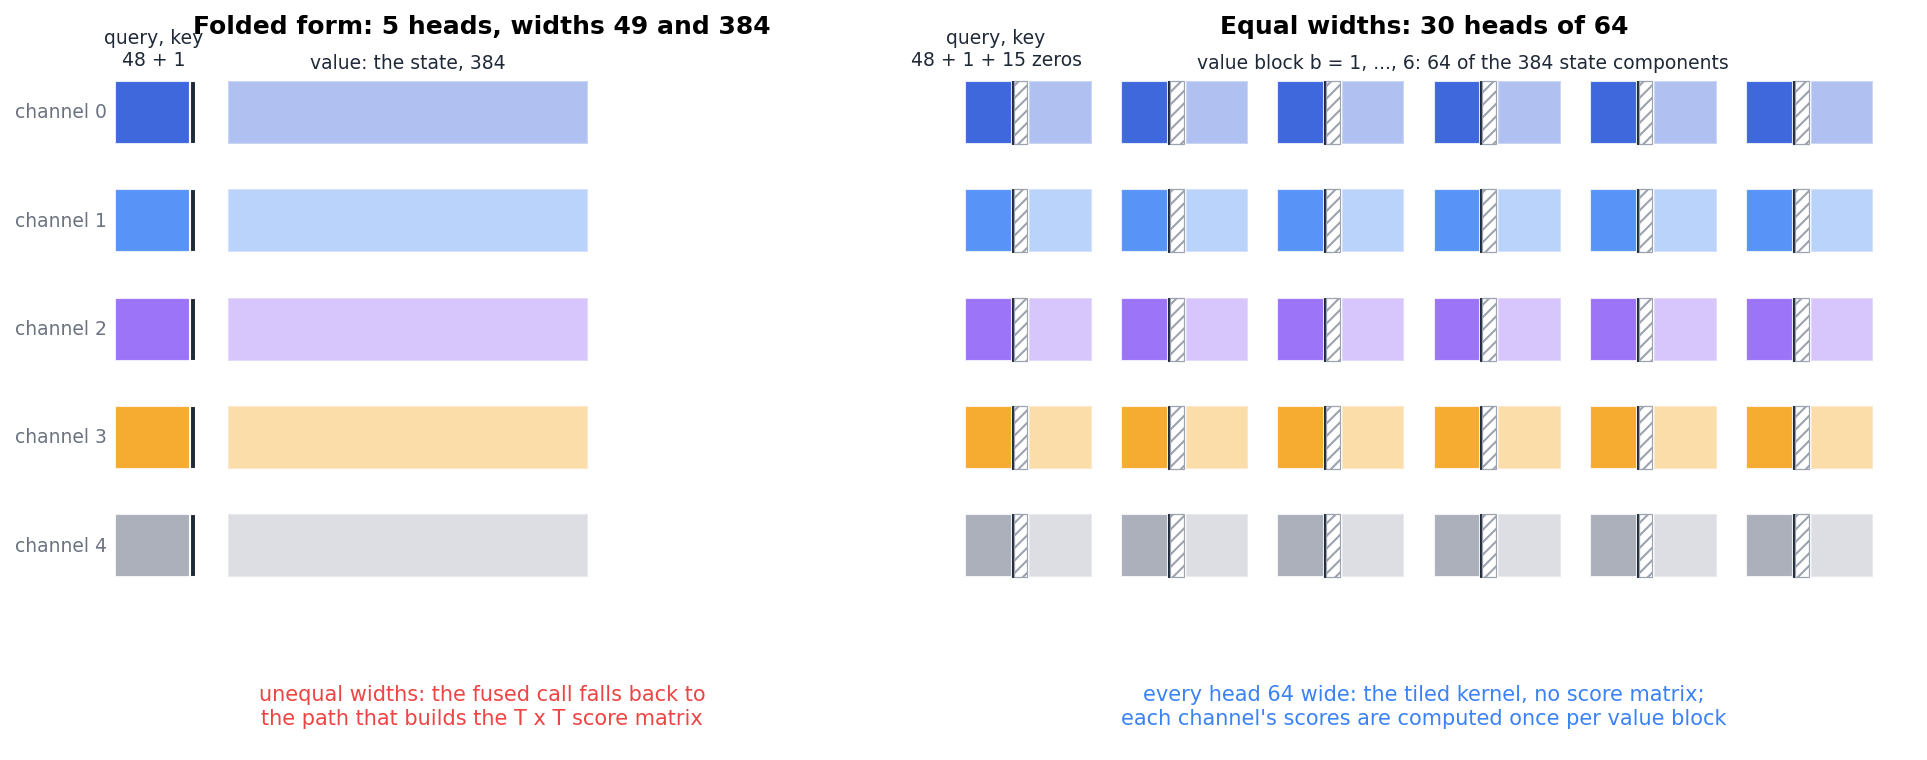 Folded form: 5 heads, widths 49 and 384
query, key
48 + 1
value: the state, 384
channel 0
channel 1
channel 2
channel 3
channel 4
unequal widths: the fused call falls back to
the path that builds the T x T score matrix
Equal widths: 30 heads of 64
query, key
48 + 1 + 15 zeros
value block b = 1, ..., 6: 64 of the 384 state components
every head 64 wide: the tiled kernel, no score matrix;
each channel's scores are computed once per value block